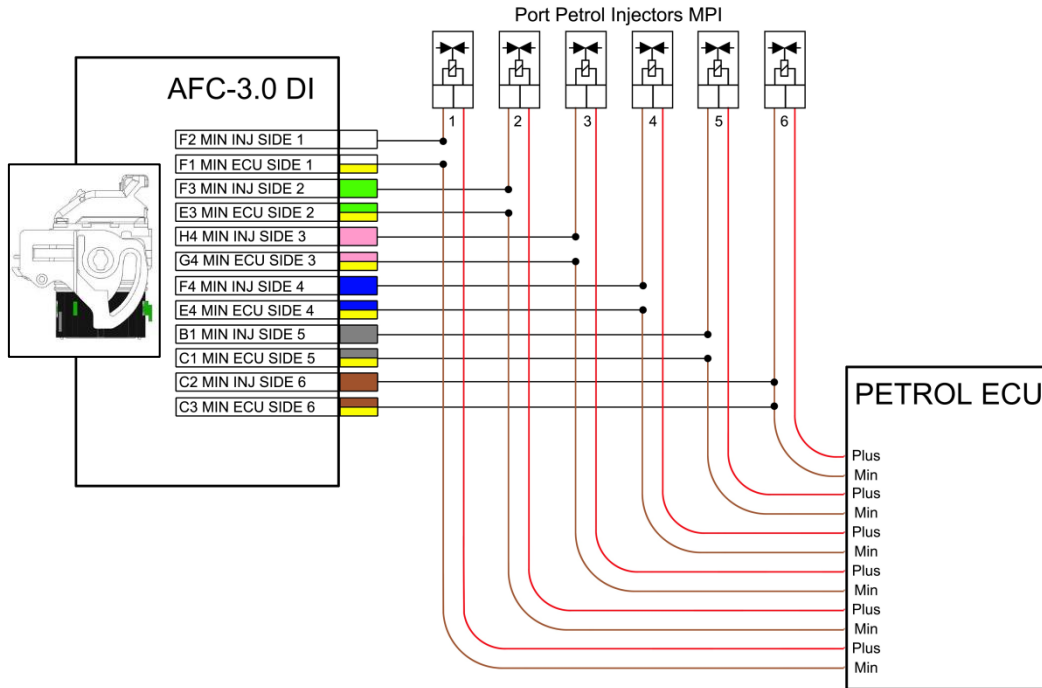 Port Petrol Injectors MPI
AFC-3.0 DI
1 2 3 4 5 6
F2 MIN INJ SIDE 1
F1 MIN ECU SIDE 1
F3 MIN INJ SIDE 2
E3 MIN ECU SIDE 2
H4 MIN INJ SIDE 3
G4 MIN ECU SIDE 3
F4 MIN INJ SIDE 4
E4 MIN ECU SIDE 4
B1 MIN INJ SIDE 5
C1 MIN ECU SIDE 5
C2 MIN INJ SIDE 6
C3 MIN ECU SIDE 6
PETROL ECU
Plus
Min
Plus
Min
Plus
Min
Plus
Min
Plus
Min
Plus
Min